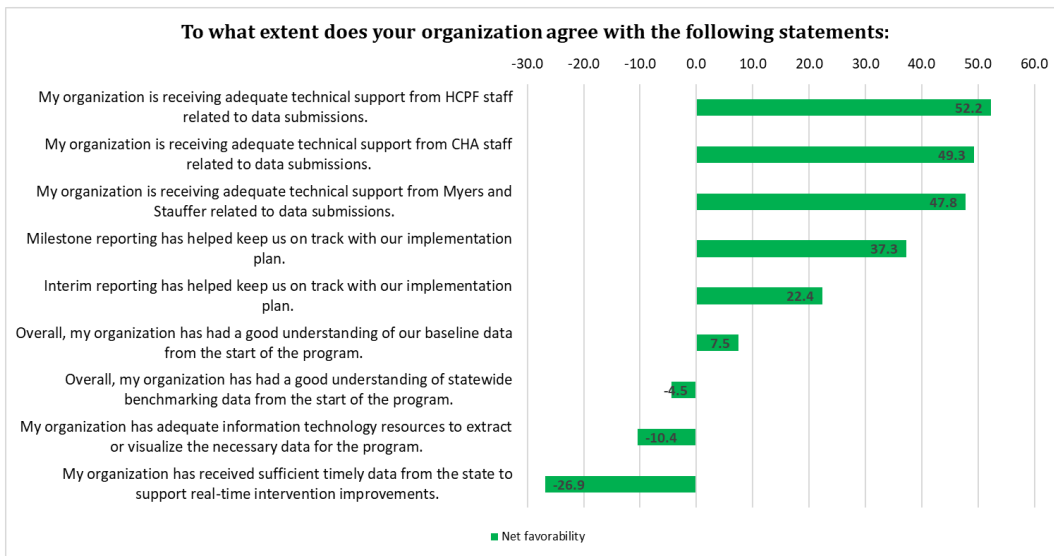 To what extent does your organization agree with the following statements:
-30.0 -20.0 -10.0 0.0 10.0 20.0 30.0 40.0 50.0 60.0
My organization is receiving adequate technical support from HCPF staff
related to data submissions.
52.2
My organization is receiving adequate technical support from CHA staff
related to data submissions.
49.3
My organization is receiving adequate technical support from Myers and
Stauffer related to data submissions.
47.8
Milestone reporting has helped keep us on track with our implementation
plan.
37.3
Interim reporting has helped keep us on track with our implementation
plan.
22.4
Overall, my organization has had a good understanding of our baseline data
from the start of the program.
7.5
Overall, my organization has had a good understanding of statewide
benchmarking data from the start of the program.
-4.5
My organization has adequate information technology resources to extract
or visualize the necessary data for the program.
-10.4
My organization has received sufficient timely data from the state to
support real-time intervention improvements.
-26.9
Net favorability